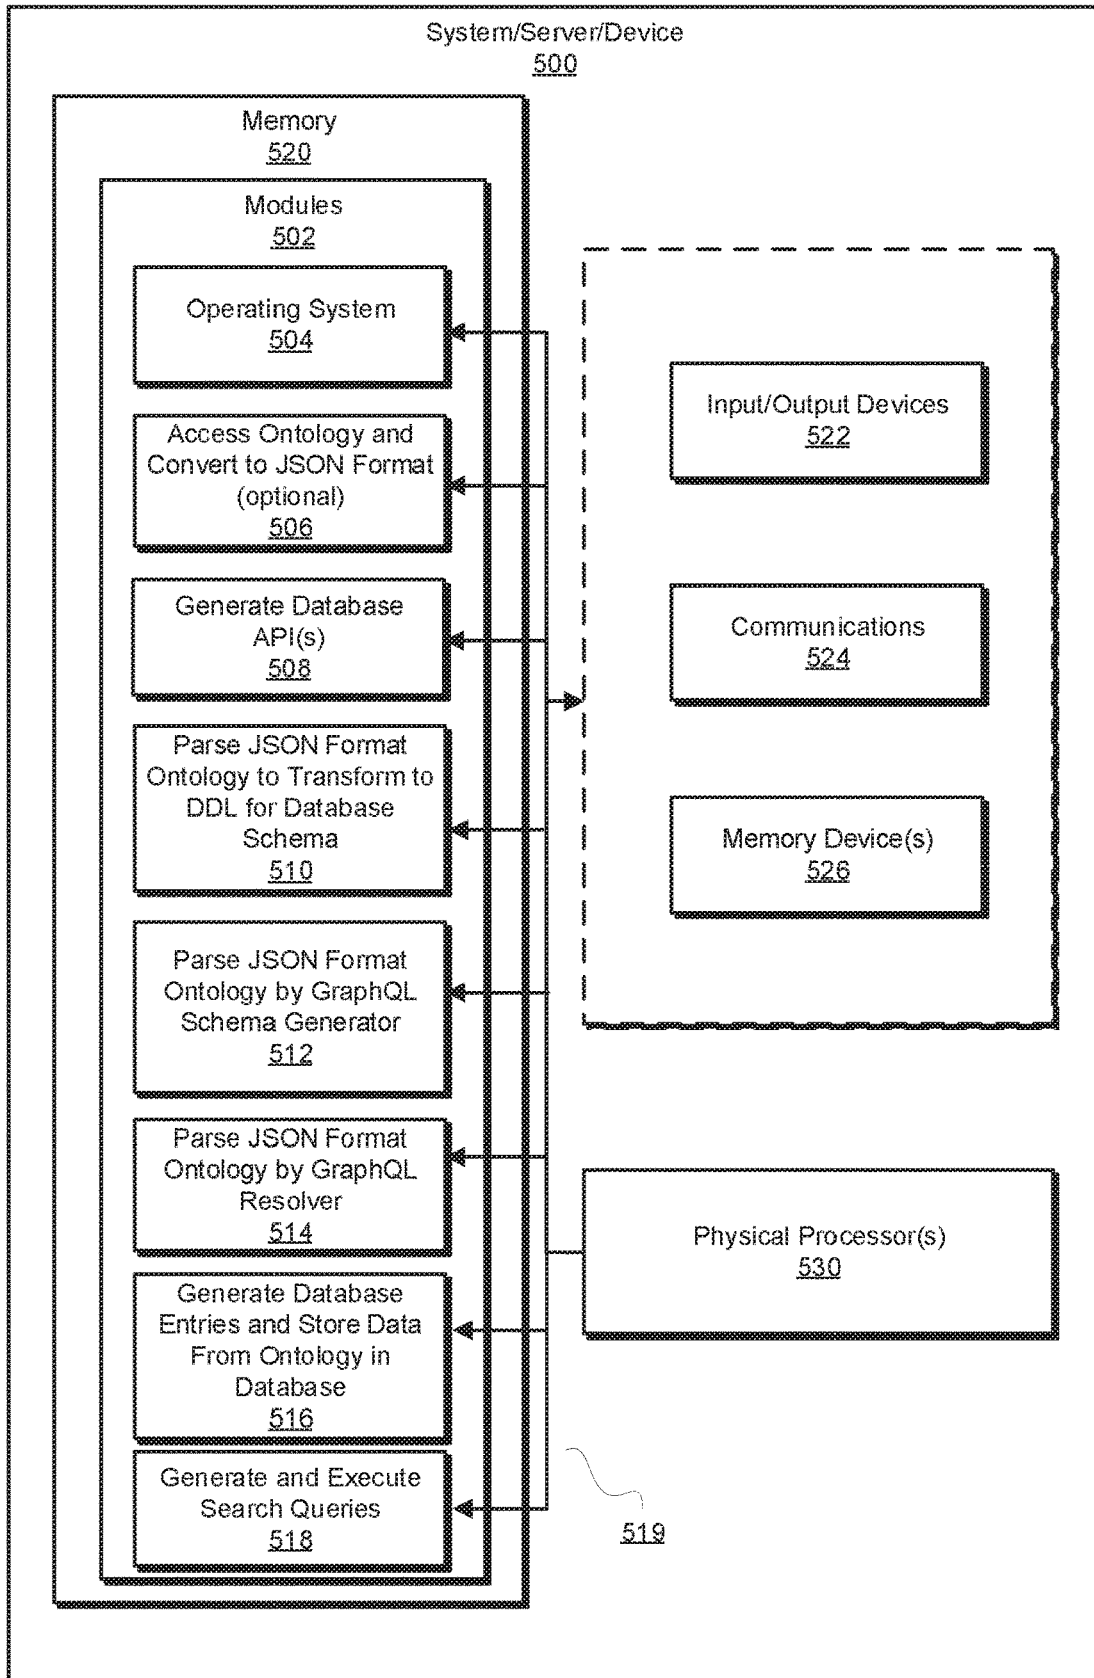 System/Server/Device
500
Memory
520
Modules
502
Operating System
504
Access Ontology and
Convert to JSON Format
(optional)
506
Generate Database
API(s)
508
Parse JSON Format
Ontology to Transform to
DDL for Database
Schema
510
Parse JSON Format
Ontology by GraphQL
Schema Generator
512
Parse JSON Format
Ontology by GraphQL
Resolver
514
Generate Database
Entries and Store Data
From Ontology in
Database
516
Generate and Execute
Search Queries
518
Input/Output Devices
522
Communications
524
Memory Device(s)
526
Physical Processor(s)
530
519